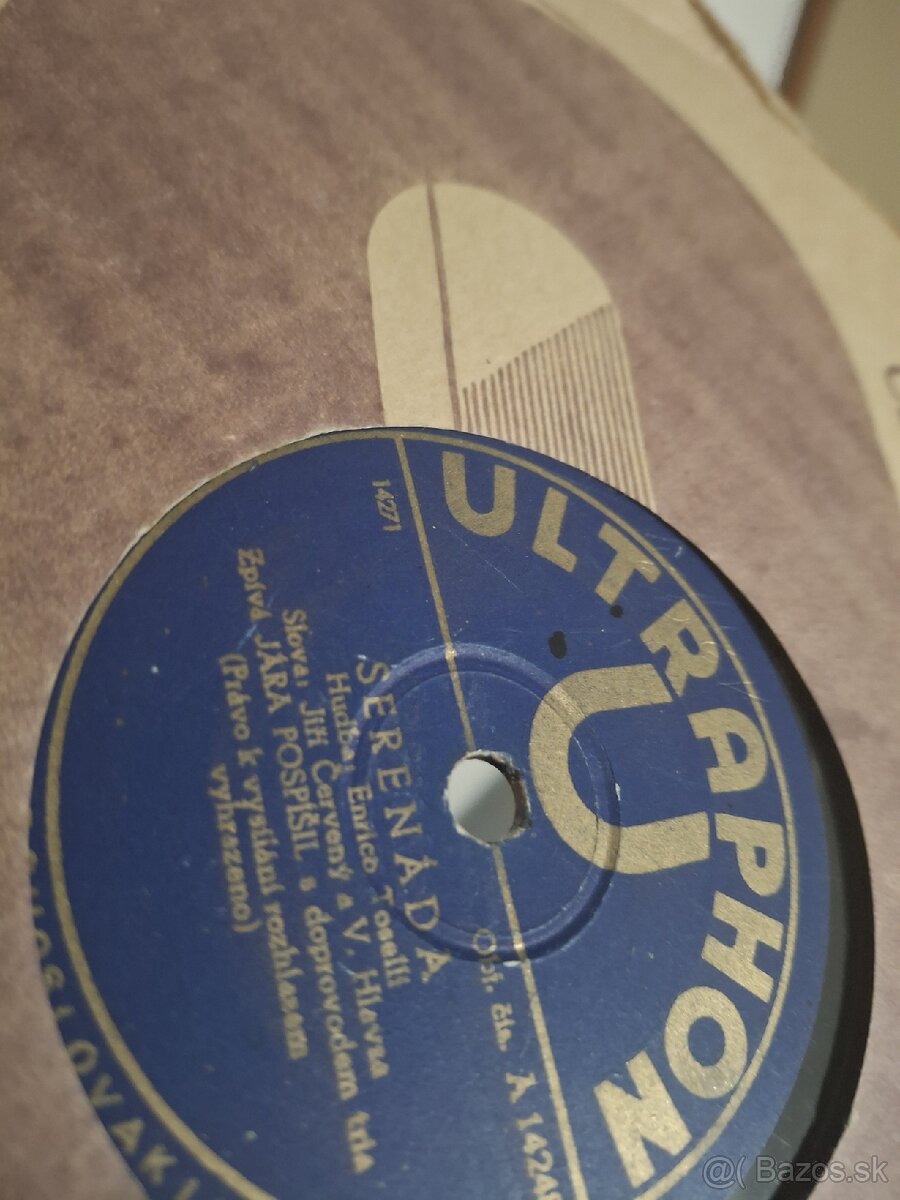 ULTRAPHON
U
14271
Obj. čís. A 1424
SERENÁDA
Hudba: Enrico Toselli
Slova: Jiří Červený a V. Hlavsa
Zpívá JÁRA POSPÍŠIL s doprovodem tria
(Právo k vysílání rozhlasem
vyhrazeno)
OSLOVAK
@( Bazos.sk